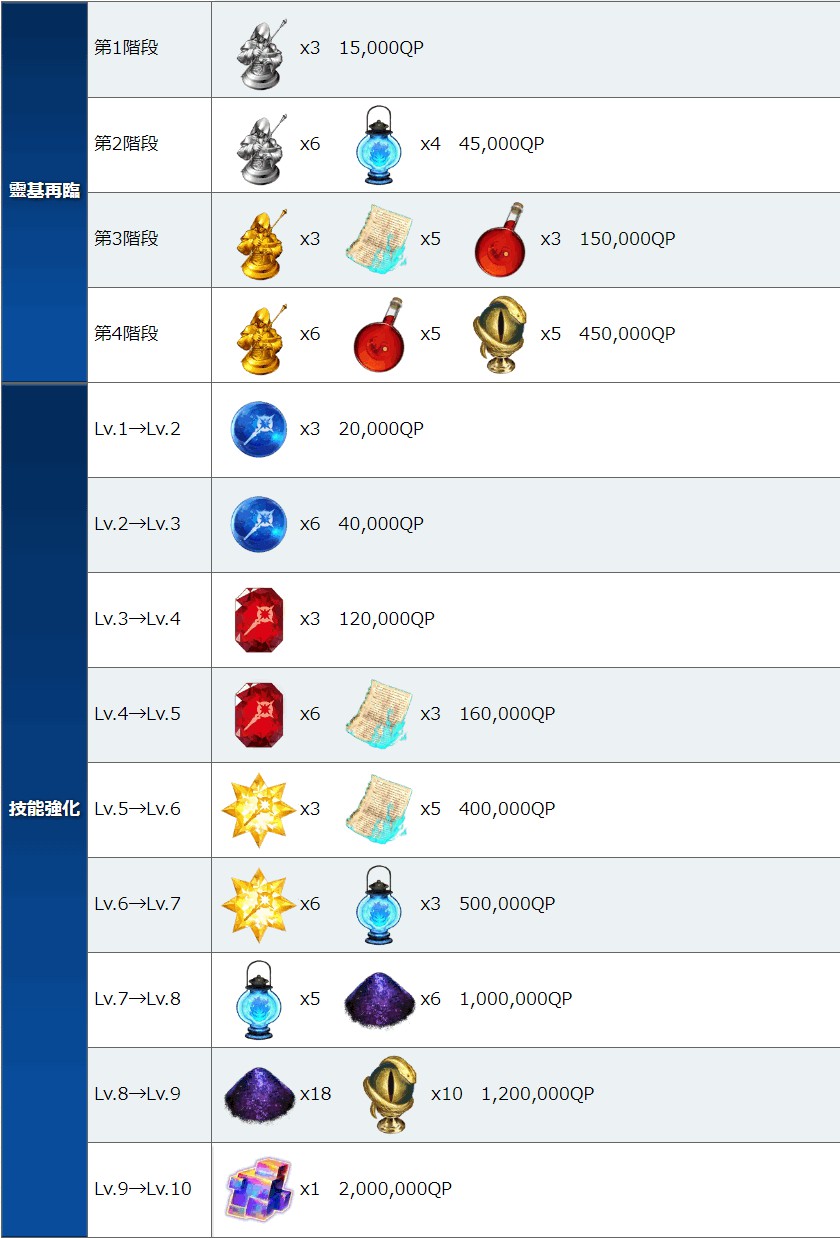 靈基再臨
第1階段 x3 15,000QP
第2階段 x6 x4 45,000QP
第3階段 x3 x5 x3 150,000QP
第4階段 x6 x5 x5 450,000QP
技能強化
Lv.1→Lv.2 x3 20,000QP
Lv.2→Lv.3 x6 40,000QP
Lv.3→Lv.4 x3 120,000QP
Lv.4→Lv.5 x6 x3 160,000QP
Lv.5→Lv.6 x3 x5 400,000QP
Lv.6→Lv.7 x6 x3 500,000QP
Lv.7→Lv.8 x5 x6 1,000,000QP
Lv.8→Lv.9 x18 x10 1,200,000QP
Lv.9→Lv.10 x1 2,000,000QP